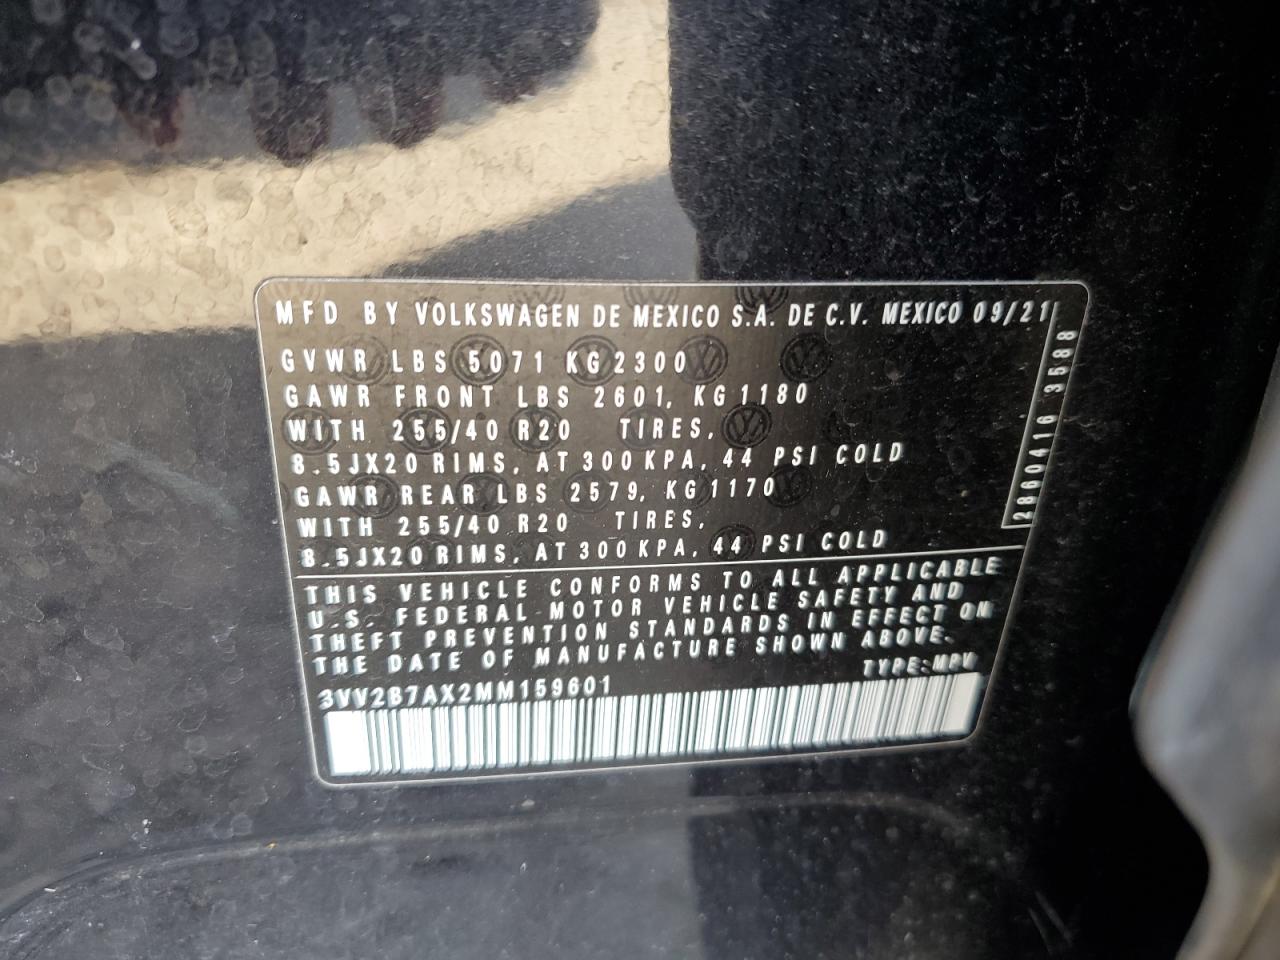 MFD BY VOLKSWAGEN DE MEXICO S.A. DE C.V. MEXICO 09/21
GVWR LBS 5071 KG 2300
GAWR FRONT LBS 2601, KG 1180
WITH 255/40 R20 TIRES,
8.5JX20 RIMS, AT 300 KPA, 44 PSI COLD
GAWR REAR LBS 2579, KG 1170
WITH 255/40 R20 TIRES,
8.5JX20 RIMS, AT 300 KPA, 44 PSI COLD
2860416 3588
THIS VEHICLE CONFORMS TO ALL APPLICABLE
U.S. FEDERAL MOTOR VEHICLE SAFETY AND
THEFT PREVENTION STANDARDS IN EFFECT ON
THE DATE OF MANUFACTURE SHOWN ABOVE.
TYPE:MPV
3VV2B7AX2MM159601